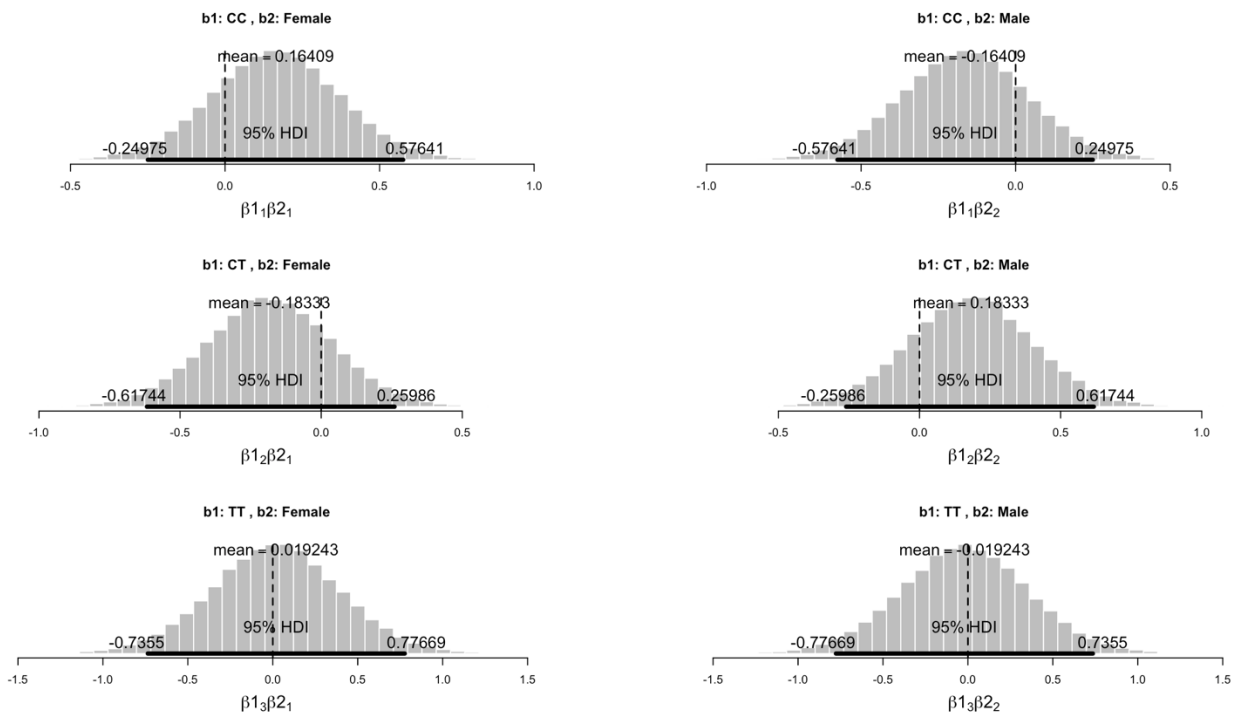 b1: CC , b2: Female
mean = 0.16409
95% HDI
-0.24975 0.57641
-0.5 0.0 0.5 1.0
β1₁β2₁
b1: CC , b2: Male
mean = -0.16409
95% HDI
-0.57641 0.24975
-1.0 -0.5 0.0 0.5
β1₁β2₂
b1: CT , b2: Female
mean = -0.18333
95% HDI
-0.61744 0.25986
-1.0 -0.5 0.0 0.5
β1₂β2₁
b1: CT , b2: Male
mean = 0.18333
95% HDI
-0.25986 0.61744
-0.5 0.0 0.5 1.0
β1₂β2₂
b1: TT , b2: Female
mean = 0.019243
95% HDI
-0.7355 0.77669
-1.5 -1.0 -0.5 0.0 0.5 1.0 1.5
β1₃β2₁
b1: TT , b2: Male
mean = -0.019243
95% HDI
-0.77669 0.7355
-1.5 -1.0 -0.5 0.0 0.5 1.0 1.5
β1₃β2₂